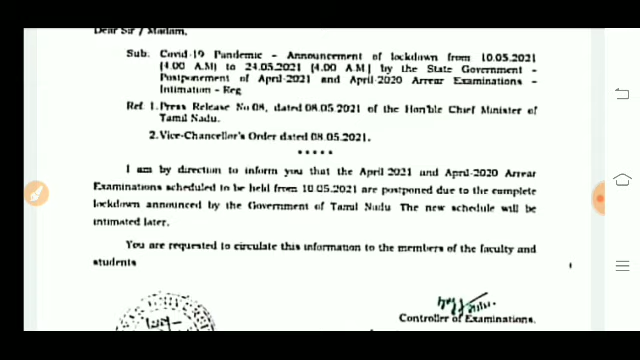 Dear Sir / Madam,
Sub. Covid-19 Pandemic - Announcement of lockdown from 10.05.2021
(4.00 A.M) to 24.05.2021 (4.00 A.M) by the State Government -
Postponement of April-2021 and April-2020 Arrear Examinations -
Intimation - Reg
Ref 1. Press Release No 08, dated 08.05.2021 of the Hon'ble Chief Minister of
Tamil Nadu.
2. Vice-Chancellor's Order dated 08.05.2021.
*****
I am by direction to inform you that the April 2021 and April-2020 Arrear
Examinations scheduled to be held from 10 05.2021 are postponed due to the complete
lockdown announced by the Government of Tamil Nadu The new schedule will be
intimated later.
You are requested to circulate this information to the members of the faculty and
students
Controller of Examinations.